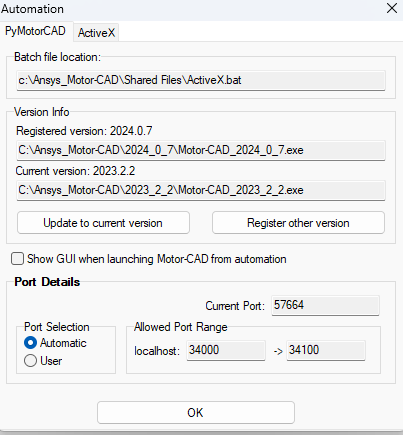 Automation
PyMotorCAD
ActiveX
Batch file location:
c:\Ansys_Motor-CAD\Shared Files\ActiveX.bat
Version Info
Registered version: 2024.0.7
C:\Ansys_Motor-CAD\2024_0_7\Motor-CAD_2024_0_7.exe
Current version: 2023.2.2
C:\Ansys_Motor-CAD\2023_2_2\Motor-CAD_2023_2_2.exe
Update to current version
Register other version
Show GUI when launching Motor-CAD from automation
Port Details
Current Port: 57664
Port Selection
Automatic
User
Allowed Port Range
localhost: 34000 -> 34100
OK